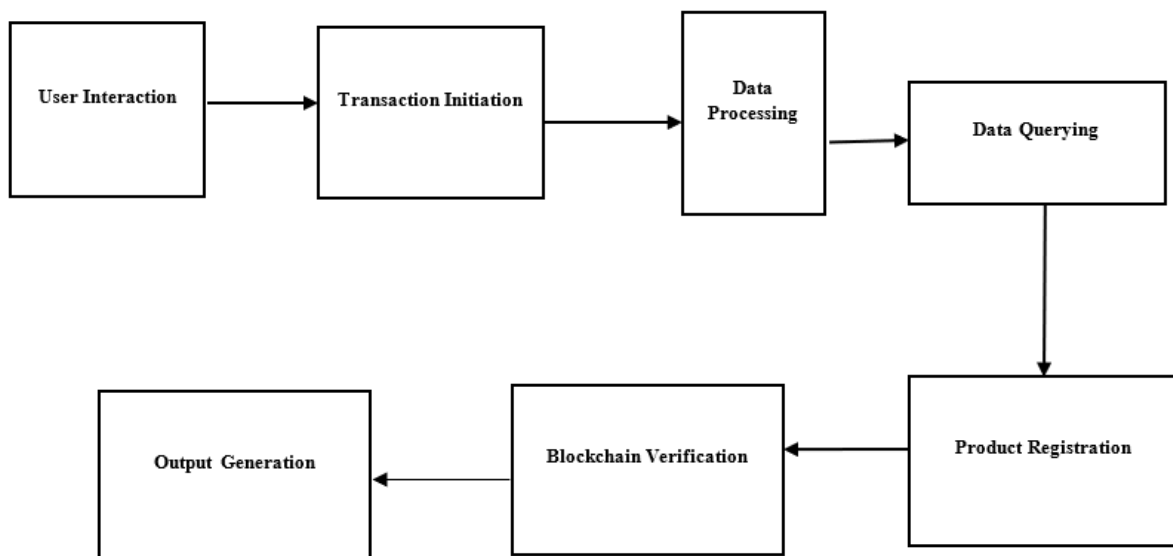 User Interaction
Transaction Initiation
Data
Processing
Data Querying
Product Registration
Blockchain Verification
Output Generation